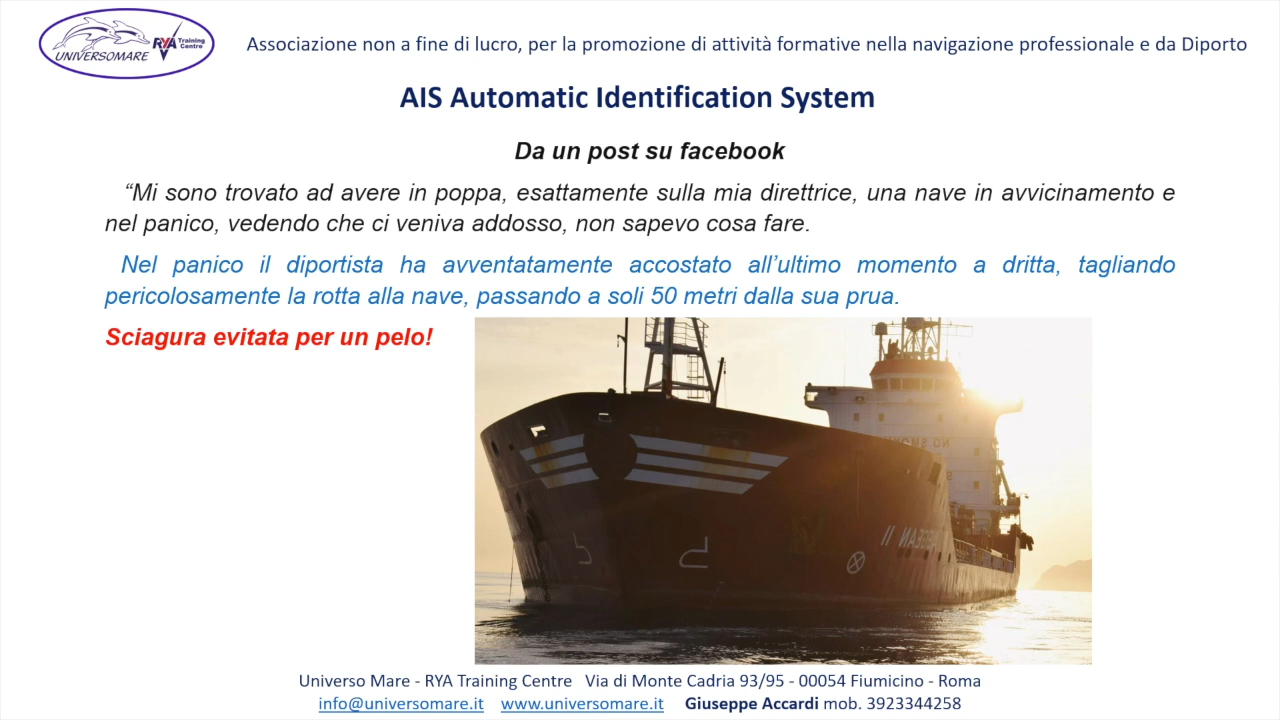 UNIVERSOMARE
RYA Training
Centre
Associazione non a fine di lucro, per la promozione di attività formative nella navigazione professionale e da Diporto
AIS Automatic Identification System
Da un post su facebook
“Mi sono trovato ad avere in poppa, esattamente sulla mia direttrice, una nave in avvicinamento e
nel panico, vedendo che ci veniva addosso, non sapevo cosa fare.
Nel panico il diportista ha avventatamente accostato all’ultimo momento a dritta, tagliando
pericolosamente la rotta alla nave, passando a soli 50 metri dalla sua prua.
Sciagura evitata per un pelo!
Universo Mare - RYA Training Centre Via di Monte Cadria 93/95 - 00054 Fiumicino - Roma
info@universomare.it www.universomare.it Giuseppe Accardi mob. 3923344258